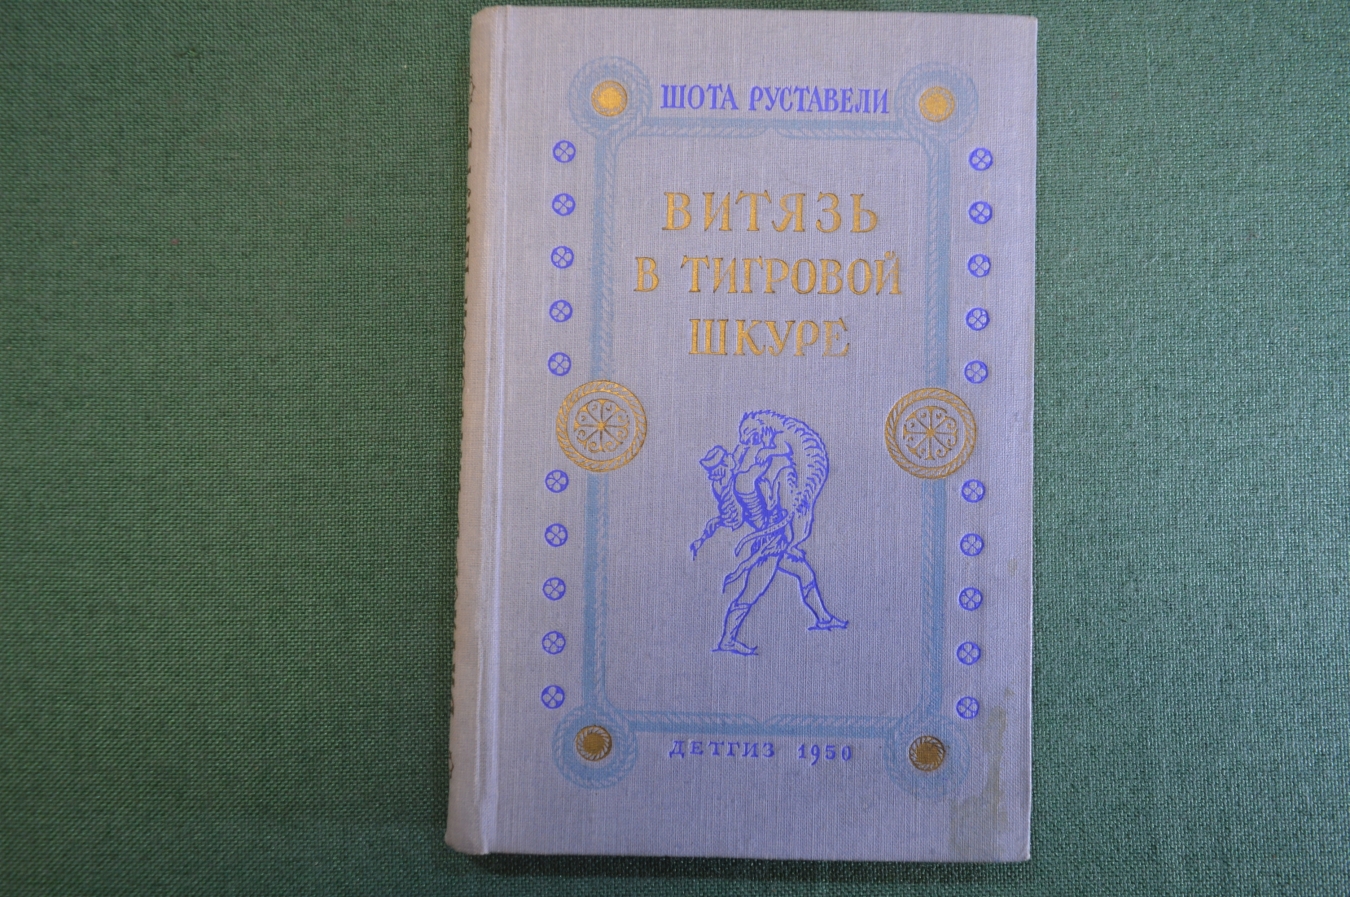 ШОТА РУСТАВЕЛИ
ВИТЯЗЬ
В ТИГРОВОЙ
ШКУРЕ
ДЕТГИЗ 1950